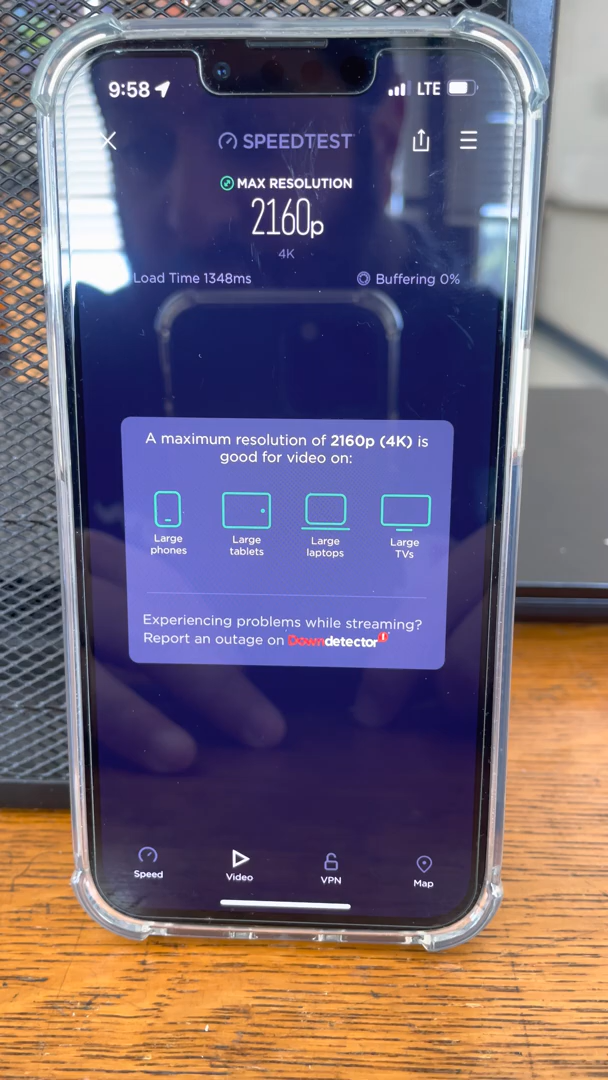 9:58 LTE
SPEEDTEST
MAX RESOLUTION
2160p
4K
Load Time 1348ms Buffering 0%
A maximum resolution of 2160p (4K) is
good for video on:
Large
phones
Large
tablets
Large
laptops
Large
TVs
Experiencing problems while streaming?
Report an outage on Downdetector
Speed Video VPN Map